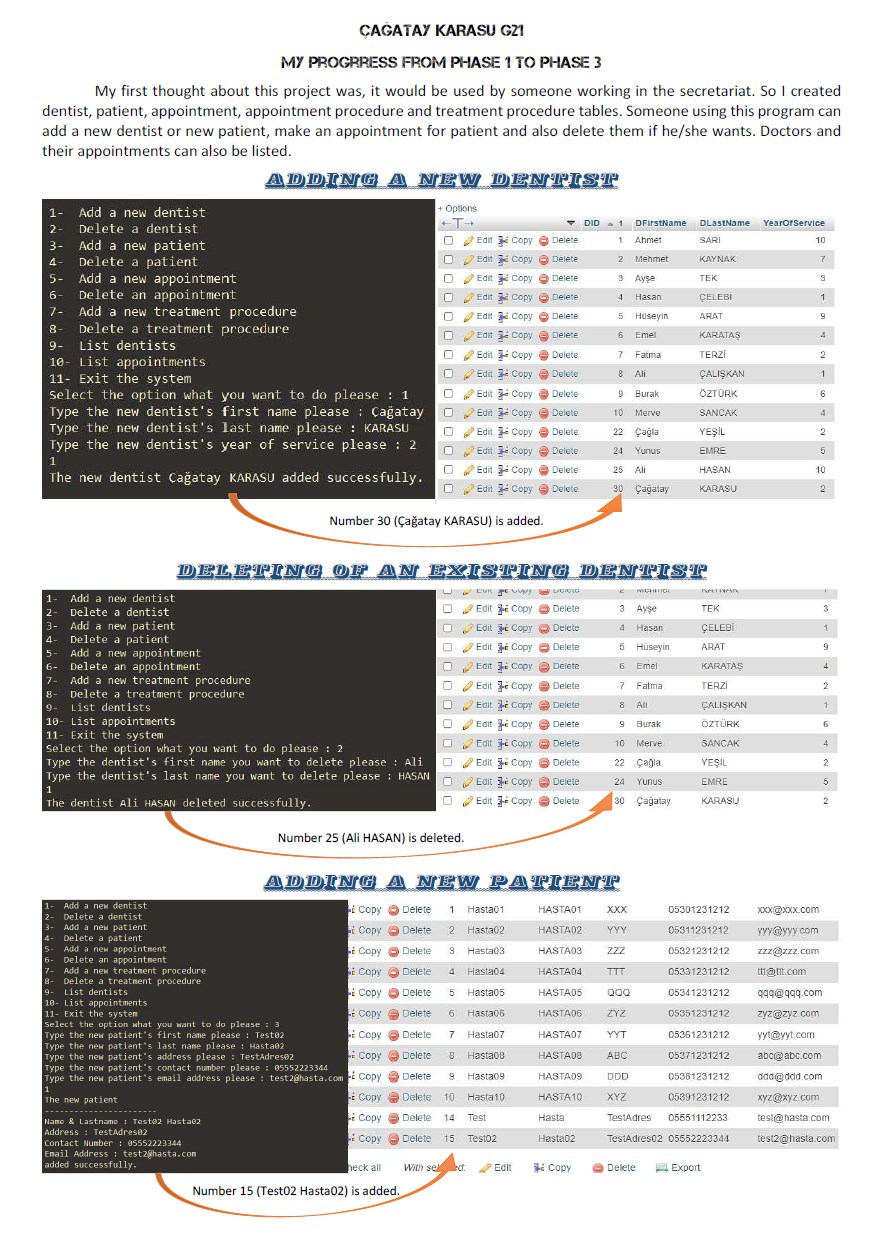 ÇAĞATAY KARASU G21
MY PROGRRESS FROM PHASE 1 TO PHASE 3
My first thought about this project was, it would be used by someone working in the secretariat. So I created
dentist, patient, appointment, appointment procedure and treatment procedure tables. Someone using this program can
add a new dentist or new patient, make an appointment for patient and also delete them if he/she wants. Doctors and
their appointments can also be listed.
ADDING A NEW DENTIST
1- Add a new dentist
2- Delete a dentist
3- Add a new patient
4- Delete a patient
5- Add a new appointment
6- Delete an appointment
7- Add a new treatment procedure
8- Delete a treatment procedure
9- List dentists
10- List appointments
11- Exit the system
Select the option what you want to do please : 1
Type the new dentist's first name please : Çağatay
Type the new dentist's last name please : KARASU
Type the new dentist's year of service please : 2
1
The new dentist Çağatay KARASU added successfully.
+ Options
←T→ DID 1 DFirstName DLastName YearOfService
Edit Copy Delete 1 Ahmet SARI 10
Edit Copy Delete 2 Mehmet KAYNAK 7
Edit Copy Delete 3 Ayşe TEK 3
Edit Copy Delete 4 Hasan ÇELEBİ 1
Edit Copy Delete 5 Hüseyin ARAT 9
Edit Copy Delete 6 Emel KARATAŞ 4
Edit Copy Delete 7 Fatma TERZİ 2
Edit Copy Delete 8 Ali ÇALIŞKAN 1
Edit Copy Delete 9 Burak ÖZTÜRK 6
Edit Copy Delete 10 Merve SANCAK 4
Edit Copy Delete 22 Çağla YEŞİL 2
Edit Copy Delete 24 Yunus EMRE 5
Edit Copy Delete 25 Ali HASAN 10
Edit Copy Delete 30 Çağatay KARASU 2
Number 30 (Çağatay KARASU) is added.
DELETING OF AN EXISTING DENTIST
1- Add a new dentist
2- Delete a dentist
3- Add a new patient
4- Delete a patient
5- Add a new appointment
6- Delete an appointment
7- Add a new treatment procedure
8- Delete a treatment procedure
9- List dentists
10- List appointments
11- Exit the system
Select the option what you want to do please : 2
Type the dentist's first name you want to delete please : Ali
Type the dentist's last name you want to delete please : HASAN
1
The dentist Ali HASAN deleted successfully.
Edit Copy Delete 2 Mehmet KAYNAK 7
Edit Copy Delete 3 Ayşe TEK 3
Edit Copy Delete 4 Hasan ÇELEBİ 1
Edit Copy Delete 5 Hüseyin ARAT 9
Edit Copy Delete 6 Emel KARATAŞ 4
Edit Copy Delete 7 Fatma TERZİ 2
Edit Copy Delete 8 Ali ÇALIŞKAN 1
Edit Copy Delete 9 Burak ÖZTÜRK 6
Edit Copy Delete 10 Merve SANCAK 4
Edit Copy Delete 22 Çağla YEŞİL 2
Edit Copy Delete 24 Yunus EMRE 5
Edit Copy Delete 30 Çağatay KARASU 2
Number 25 (Ali HASAN) is deleted.
ADDING A NEW PATIENT
1- Add a new dentist
2- Delete a dentist
3- Add a new patient
4- Delete a patient
5- Add a new appointment
6- Delete an appointment
7- Add a new treatment procedure
8- Delete a treatment procedure
9- List dentists
10- List appointments
11- Exit the system
Select the option what you want to do please : 3
Type the new patient's first name please : Test02
Type the new patient's last name please : Hasta02
Type the new patient's address please : TestAdres02
Type the new patient's contact number please : 05552223344
Type the new patient's email address please : test2@hasta.com
1
The new patient
-----------------------
Name & Lastname : Test02 Hasta02
Address : TestAdres02
Contact Number : 05552223344
Email Address : test2@hasta.com
added successfully.
Copy Delete 1 Hasta01 HASTA01 XXX 05301231212 xxx@xxx.com
Copy Delete 2 Hasta02 HASTA02 YYY 05311231212 yyy@yyy.com
Copy Delete 3 Hasta03 HASTA03 ZZZ 05321231212 zzz@zzz.com
Copy Delete 4 Hasta04 HASTA04 TTT 05331231212 ttt@ttt.com
Copy Delete 5 Hasta05 HASTA05 QQQ 05341231212 qqq@qqq.com
Copy Delete 6 Hasta06 HASTA06 ZYZ 05351231212 zyz@zyz.com
Copy Delete 7 Hasta07 HASTA07 YYT 05361231212 yyt@yyt.com
Copy Delete 8 Hasta08 HASTA08 ABC 05371231212 abc@abc.com
Copy Delete 9 Hasta09 HASTA09 DDD 05381231212 ddd@ddd.com
Copy Delete 10 Hasta10 HASTA10 XYZ 05391231212 xyz@xyz.com
Copy Delete 14 Test Hasta TestAdres 05551112233 test@hasta.com
Copy Delete 15 Test02 Hasta02 TestAdres02 05552223344 test2@hasta.com
heck all With selected: Edit Copy Delete Export
Number 15 (Test02 Hasta02) is added.